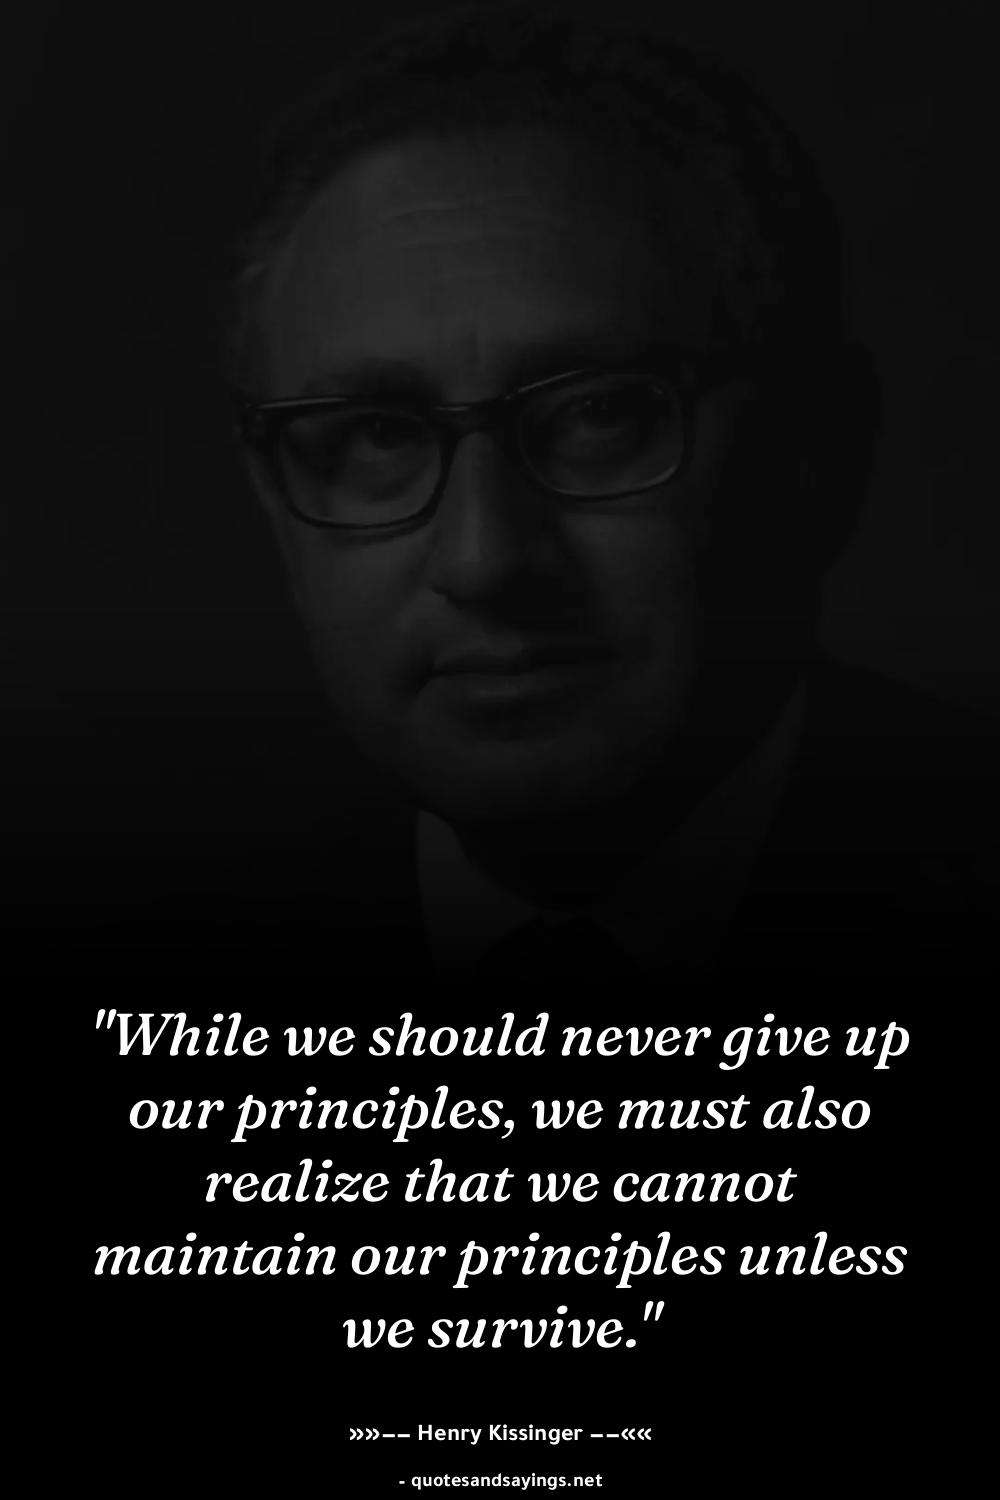 "While we should never give up
our principles, we must also
realize that we cannot
maintain our principles unless
we survive."
»»–– Henry Kissinger ––««
- quotesandsayings.net